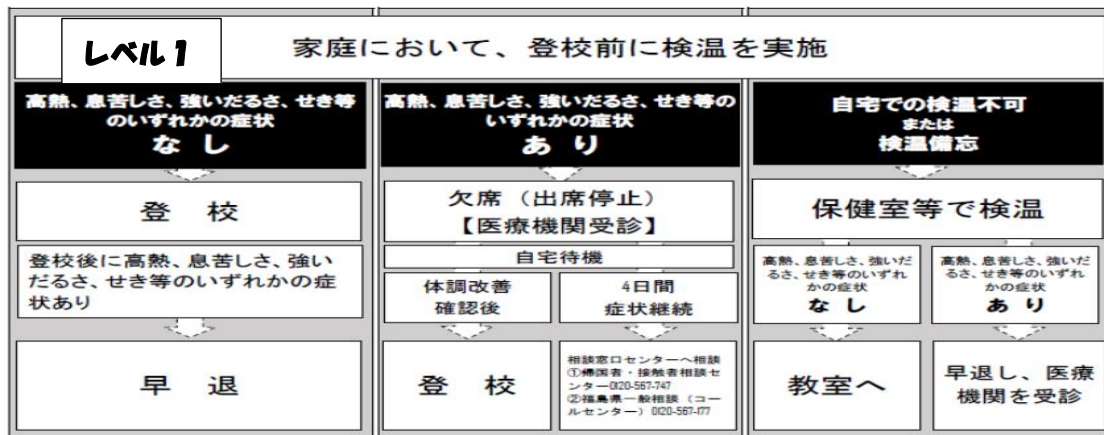 レベル1
家庭において、登校前に検温を実施
高熱、息苦しさ、強いだるさ、せき等
のいずれかの症状
なし
登 校
登校後に高熱、息苦しさ、強い
だるさ、せき等のいずれかの症
状あり
早 退
高熱、息苦しさ、強いだるさ、せき等の
いずれかの症状
あり
欠席(出席停止)
【医療機関受診】
自宅待機
体調改善
確認後
登 校
4日間
症状継続
相談窓口センターへ相談
①帰国者・接触者相談セ
ンター0120-567-747
②福島県一般相談(コー
ルセンター)0120-567-177
自宅での検温不可
または
検温備忘
保健室等で検温
高熱、息苦しさ、強いだ
るさ、せき等のいずれ
かの症状
なし
教室へ
高熱、息苦しさ、強いだ
るさ、せき等のいずれ
かの症状
あり
早退し、医療
機関を受診